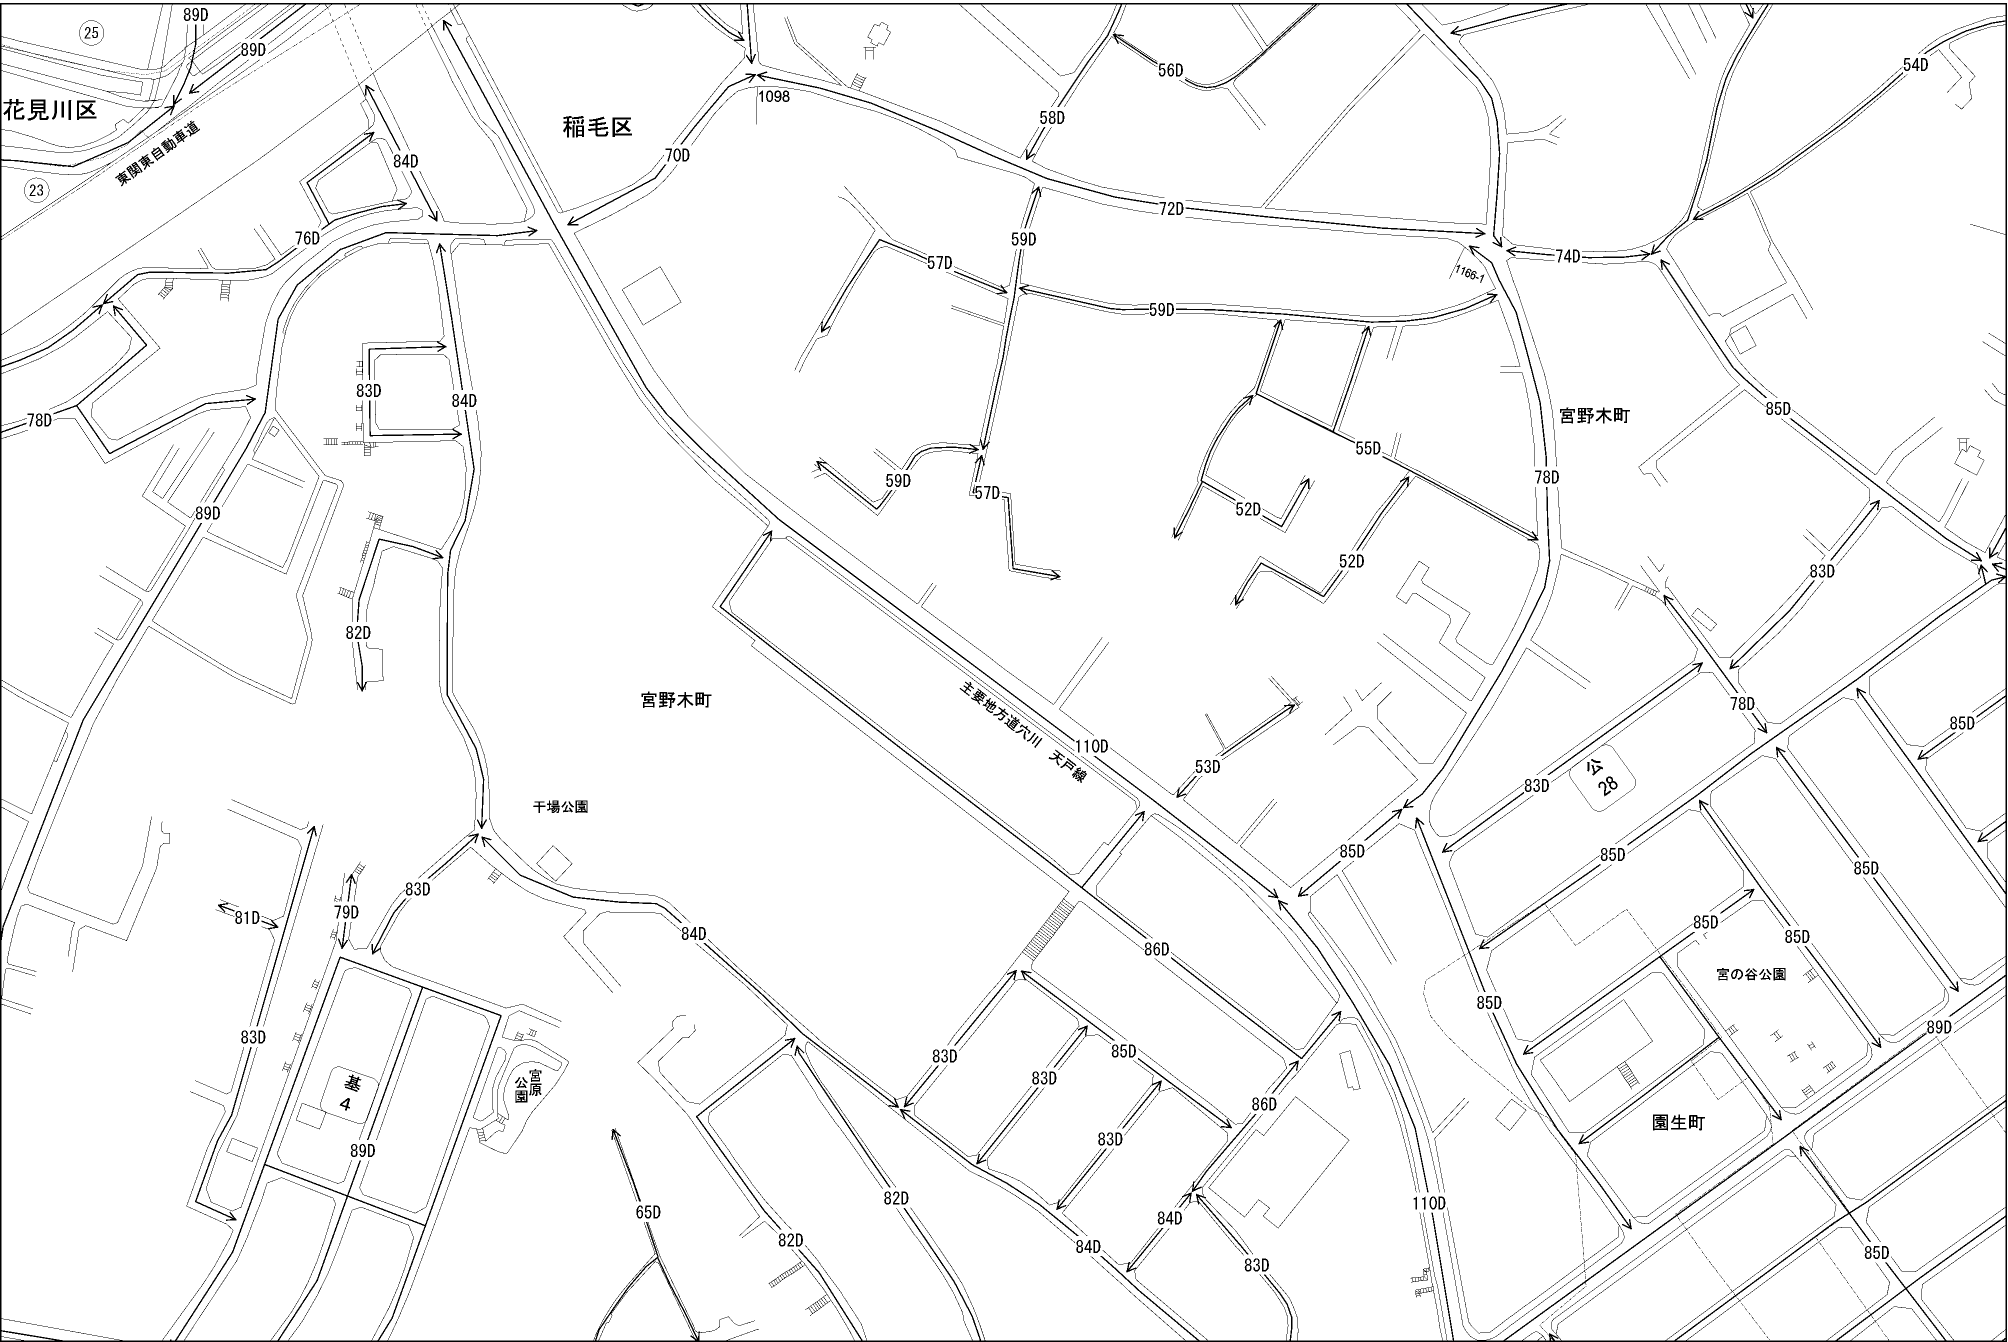 89D
25
89D
花見川区
東関東自動車道
23
84D
76D
78D
83D
84D
89D
82D
稲毛区
1098
70D
56D
54D
58D
72D
59D
57D
74D
1166-1
59D
宮野木町
85D
55D
78D
59D
57D
52D
52D
83D
宮野木町
主要地方道穴川　天戸線
110D
53D
78D
85D
公
28
83D
干場公園
85D
85D
85D
83D
79D
81D
84D
86D
85D
85D
宮の谷公園
85D
89D
83D
83D
85D
83D
基
4
宮原
公園
86D
83D
園生町
89D
82D
65D
82D
84D
84D
83D
110D
85D